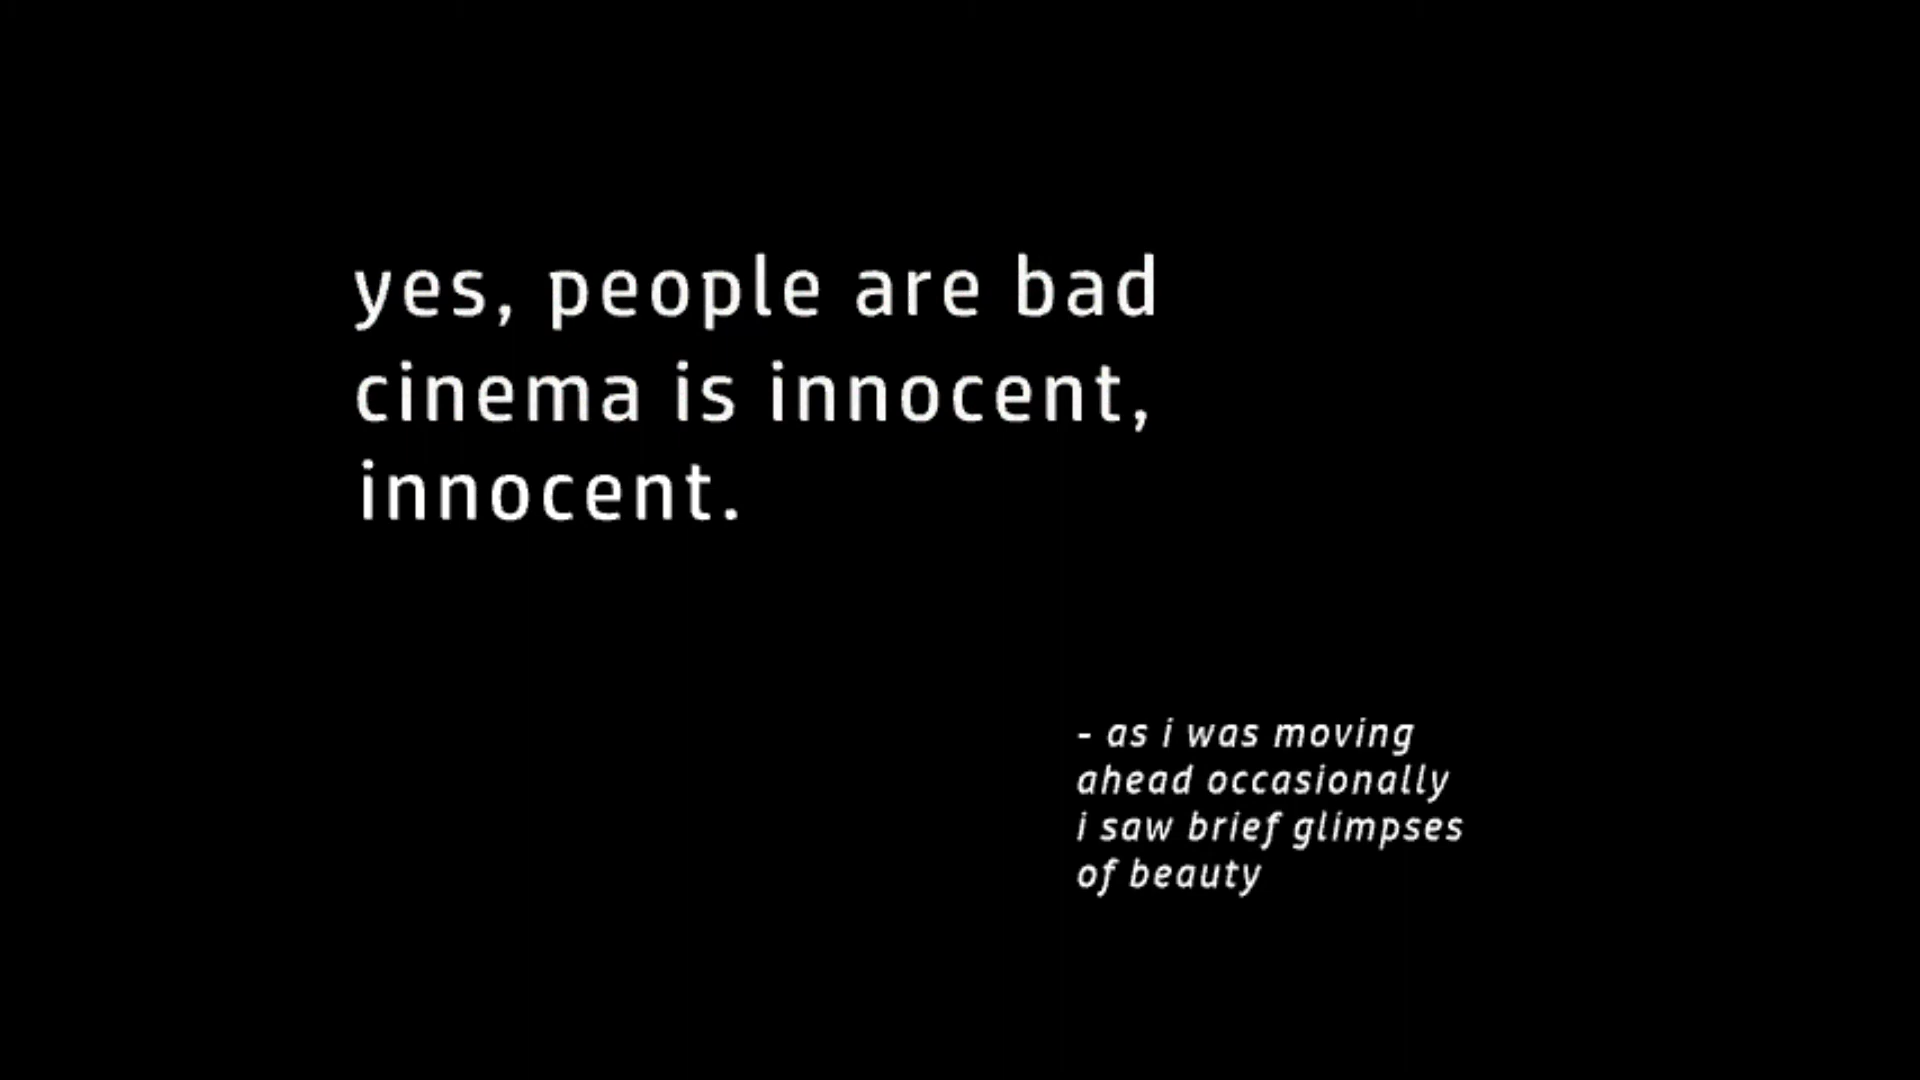 yes, people are bad
cinema is innocent,
innocent.
- as i was moving
ahead occasionally
i saw brief glimpses
of beauty